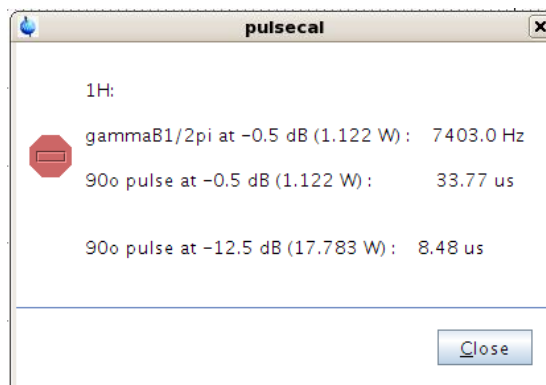 pulsecal
1H:
gammaB1/2pi at −0.5 dB (1.122 W) : 7403.0 Hz
90o pulse at −0.5 dB (1.122 W) : 33.77 us
90o pulse at −12.5 dB (17.783 W) : 8.48 us
Close